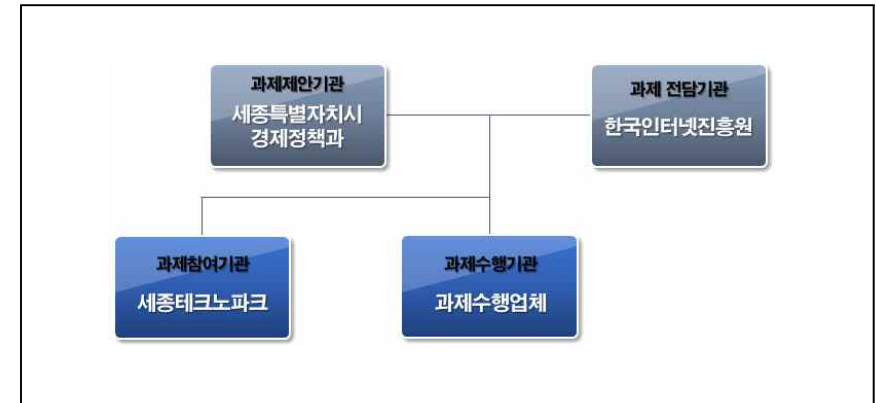 과제제안기관
세종특별자치시
경제정책과
과제 전담기관
한국인터넷진흥원
과제참여기관
세종테크노파크
과제수행기관
과제수행업체